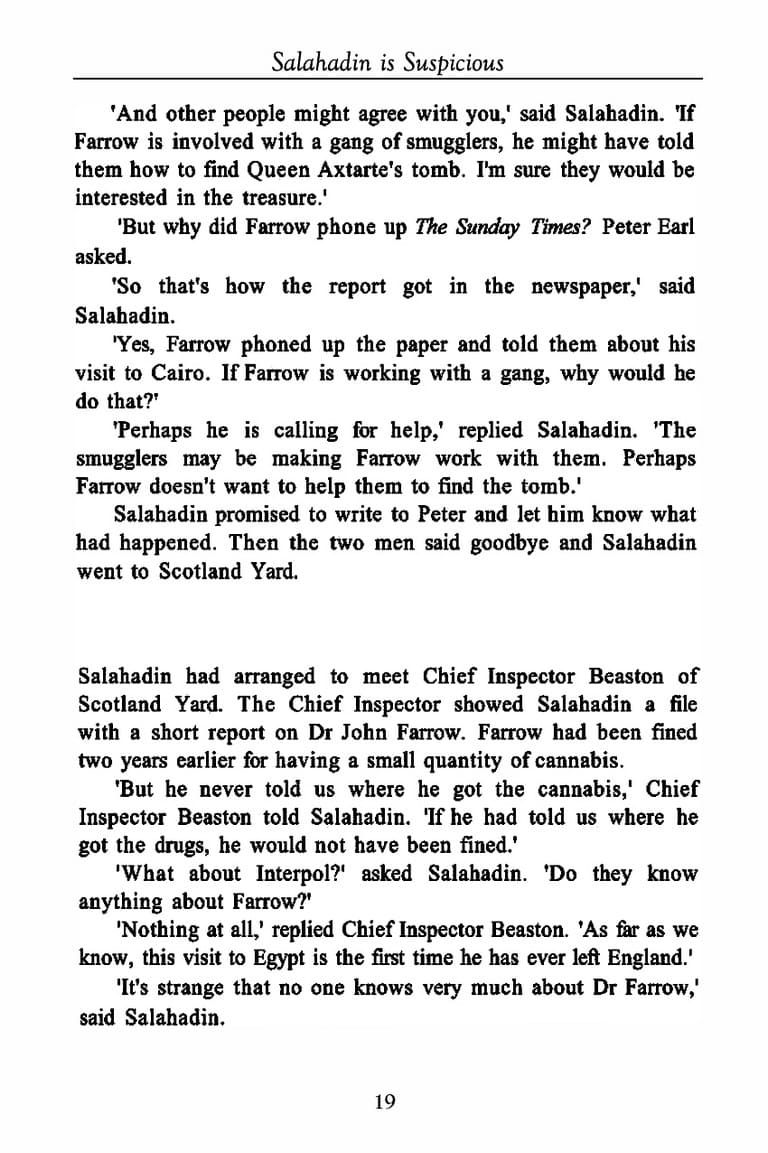 Salahadin is Suspicious
'And other people might agree with you,' said Salahadin. 'If
Farrow is involved with a gang of smugglers, he might have told
them how to find Queen Axtarte's tomb. I'm sure they would be
interested in the treasure.'
'But why did Farrow phone up The Sunday Times? Peter Earl
asked.
'So that's how the report got in the newspaper,' said
Salahadin.
'Yes, Farrow phoned up the paper and told them about his
visit to Cairo. If Farrow is working with a gang, why would he
do that?'
'Perhaps he is calling for help,' replied Salahadin. 'The
smugglers may be making Farrow work with them. Perhaps
Farrow doesn't want to help them to find the tomb.'
Salahadin promised to write to Peter and let him know what
had happened. Then the two men said goodbye and Salahadin
went to Scotland Yard.
Salahadin had arranged to meet Chief Inspector Beaston of
Scotland Yard. The Chief Inspector showed Salahadin a file
with a short report on Dr John Farrow. Farrow had been fined
two years earlier for having a small quantity of cannabis.
'But he never told us where he got the cannabis,' Chief
Inspector Beaston told Salahadin. 'If he had told us where he
got the drugs, he would not have been fined.'
'What about Interpol?' asked Salahadin. 'Do they know
anything about Farrow?'
'Nothing at all,' replied Chief Inspector Beaston. 'As far as we
know, this visit to Egypt is the first time he has ever left England.'
'It's strange that no one knows very much about Dr Farrow,'
said Salahadin.
19